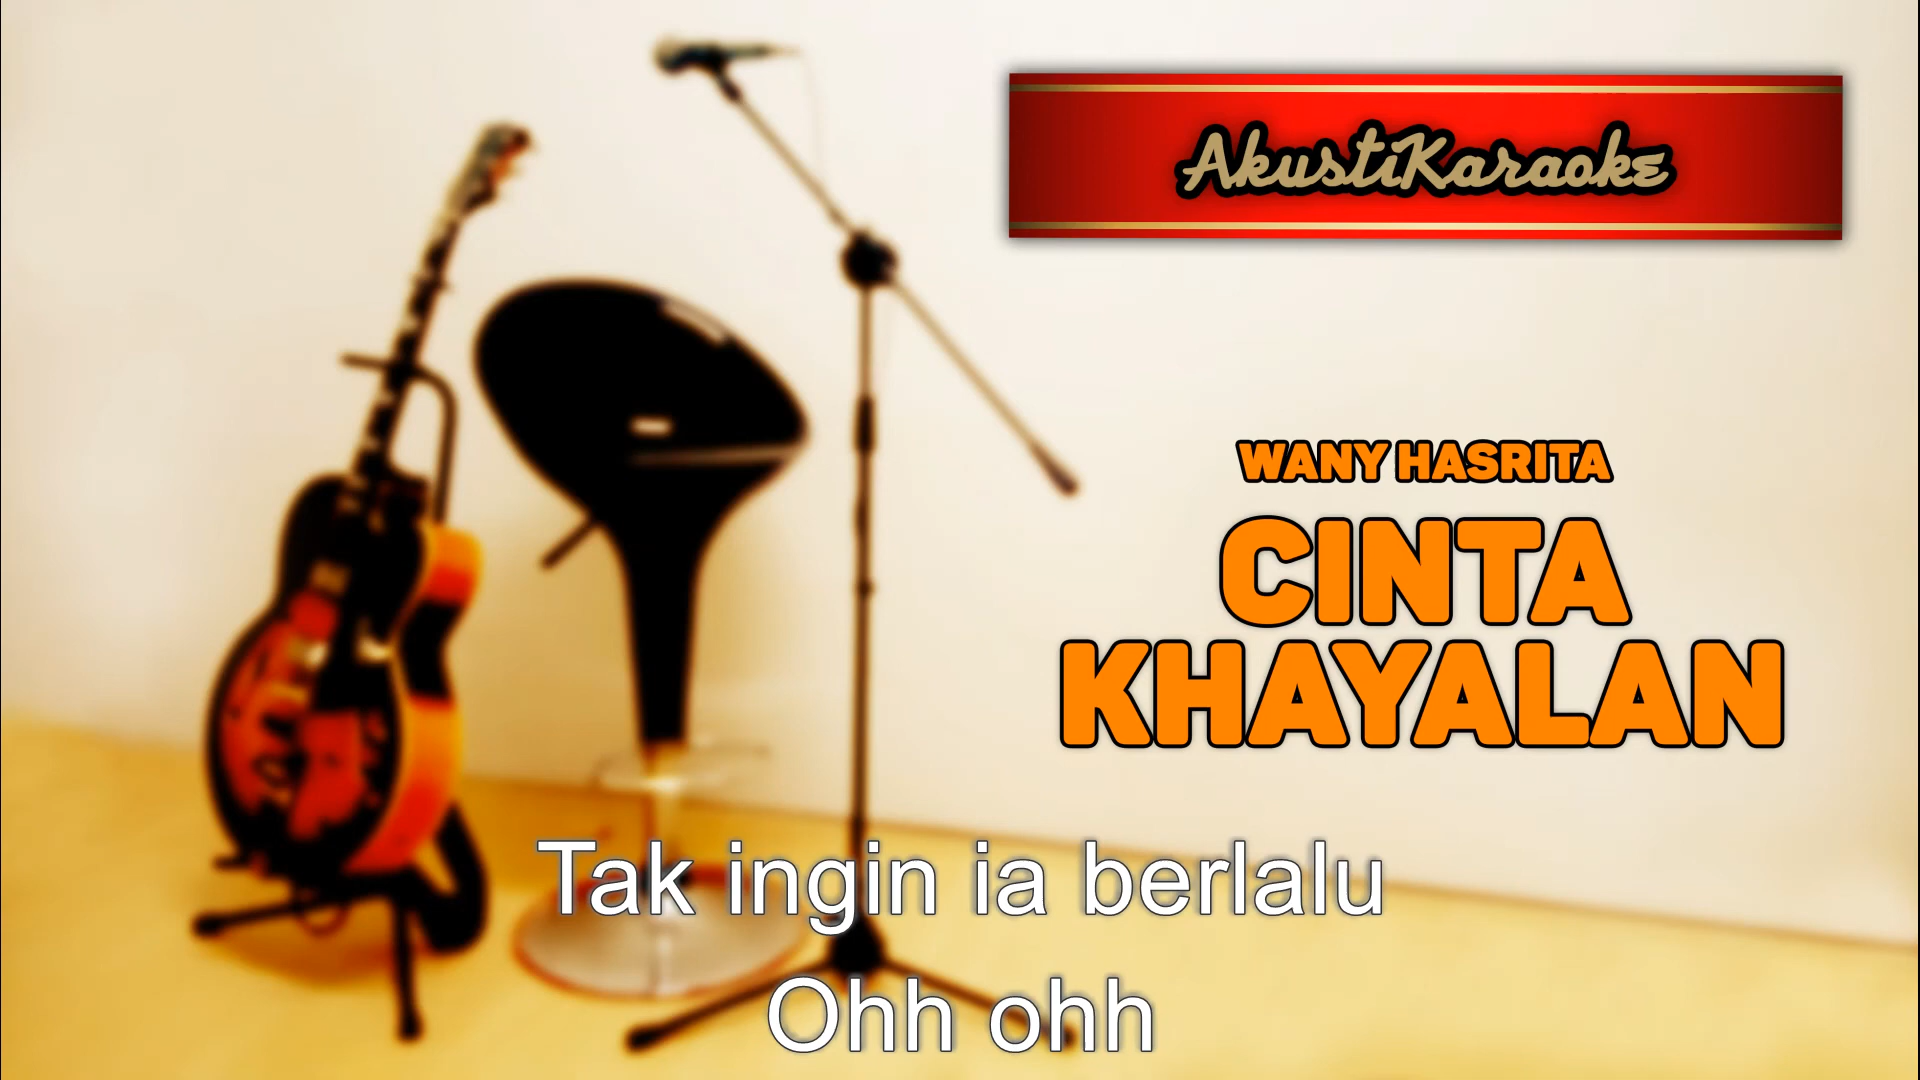 AkustiKaraoke
WANY HASRITA
CINTA
KHAYALAN
Tak ingin ia berlalu
Ohh ohh